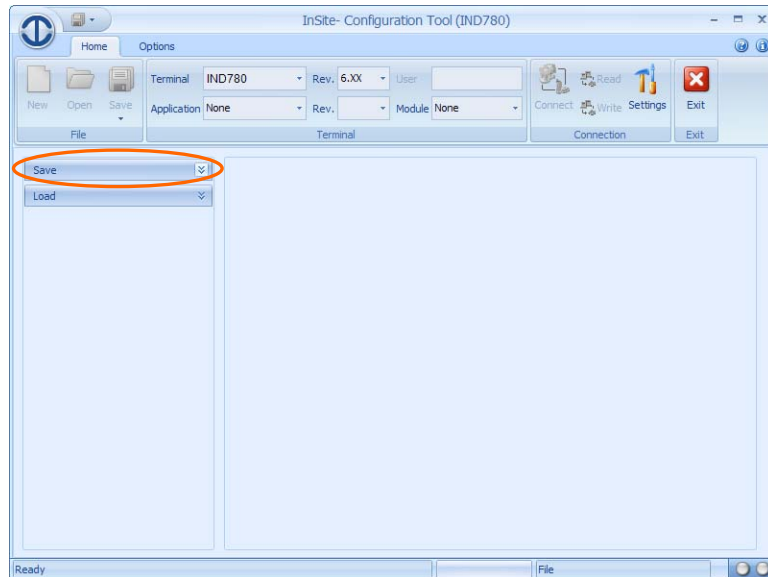 InSite- Configuration Tool (IND780)
Home Options
Terminal IND780 Rev. 6.XX User
New Open Save Connect Read Write Settings Exit
Application None Rev. Module None
File Terminal Connection Exit
Save
Load
Ready File